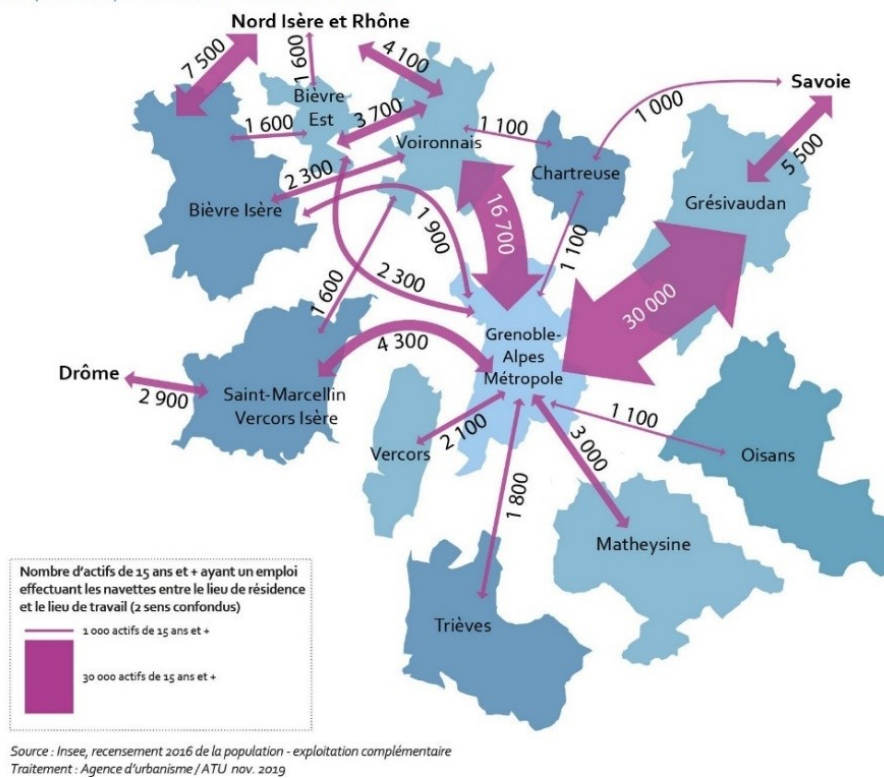 Nord Isère et Rhône
7 500
1 600
4 100
Savoie
Bièvre
Est
3 700
1 600
1 100
1 000
5 500
Voironnais
Chartreuse
2 300
Grésivaudan
Bièvre Isère
1 900
16 700
1 100
1 600
2 300
30 000
Grenoble-
Alpes
Métropole
4 300
Drôme
2 900
Saint-Marcellin
Vercors Isère
2 100
Vercors
1 100
3 000
Oisans
1 800
Matheysine
Trièves
Nombre d'actifs de 15 ans et + ayant un emploi
effectuant les navettes entre le lieu de résidence
et le lieu de travail (2 sens confondus)
1 000 actifs de 15 ans et +
30 000 actifs de 15 ans et +
Source : Insee, recensement 2016 de la population - exploitation complémentaire
Traitement : Agence d'urbanisme / ATU nov. 2019